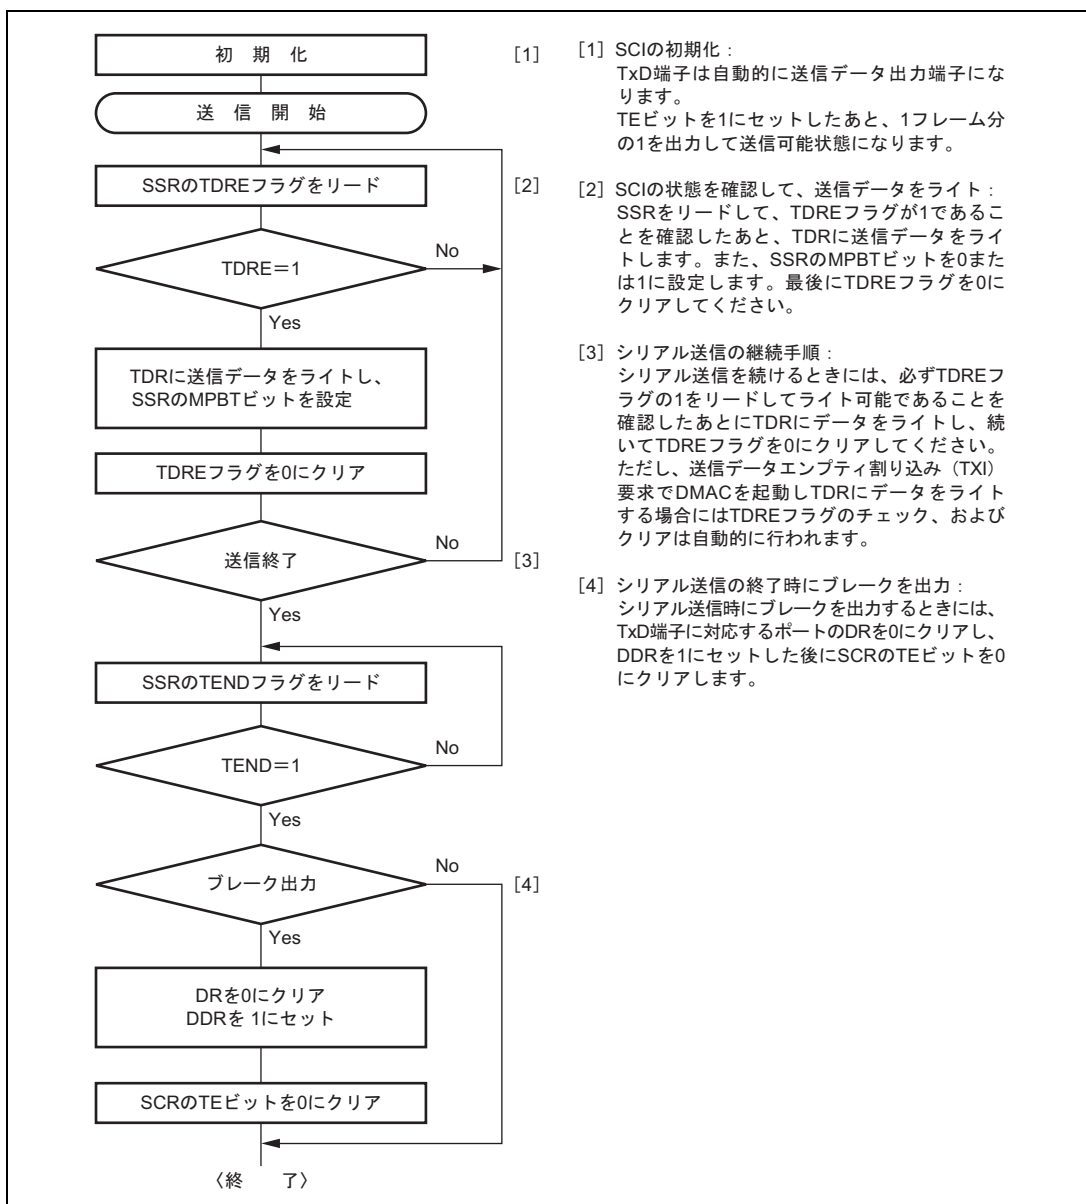 初 期 化
[1]
送 信 開 始
SSRのTDREフラグをリード
[2]
TDRE＝1
No
Yes
TDRに送信データをライトし、
SSRのMPBTビットを設定
TDREフラグを0にクリア
送信終了
No
[3]
Yes
SSRのTENDフラグをリード
TEND＝1
No
Yes
ブレーク出力
No
[4]
Yes
DRを0にクリア
DDRを 1にセット
SCRのTEビットを0にクリア
〈終　　了〉
[1] SCIの初期化：
TxD端子は自動的に送信データ出力端子にな
ります。
TEビットを1にセットしたあと、1フレーム分
の1を出力して送信可能状態になります。
[2] SCIの状態を確認して、送信データをライト：
SSRをリードして、TDREフラグが1であるこ
とを確認したあと、TDRに送信データをライ
トします。また、SSRのMPBTビットを0また
は1に設定します。最後にTDREフラグを0に
クリアしてください。
[3] シリアル送信の継続手順：
シリアル送信を続けるときには、必ずTDREフ
ラグの1をリードしてライト可能であることを
確認したあとにTDRにデータをライトし、続
いてTDREフラグを0にクリアしてください。
ただし、送信データエンプティ割り込み（TXI）
要求でDMACを起動しTDRにデータをライト
する場合にはTDREフラグのチェック、および
クリアは自動的に行われます。
[4] シリアル送信の終了時にブレークを出力：
シリアル送信時にブレークを出力するときには、
TxD端子に対応するポートのDRを0にクリアし、
DDRを1にセットした後にSCRのTEビットを0
にクリアします。